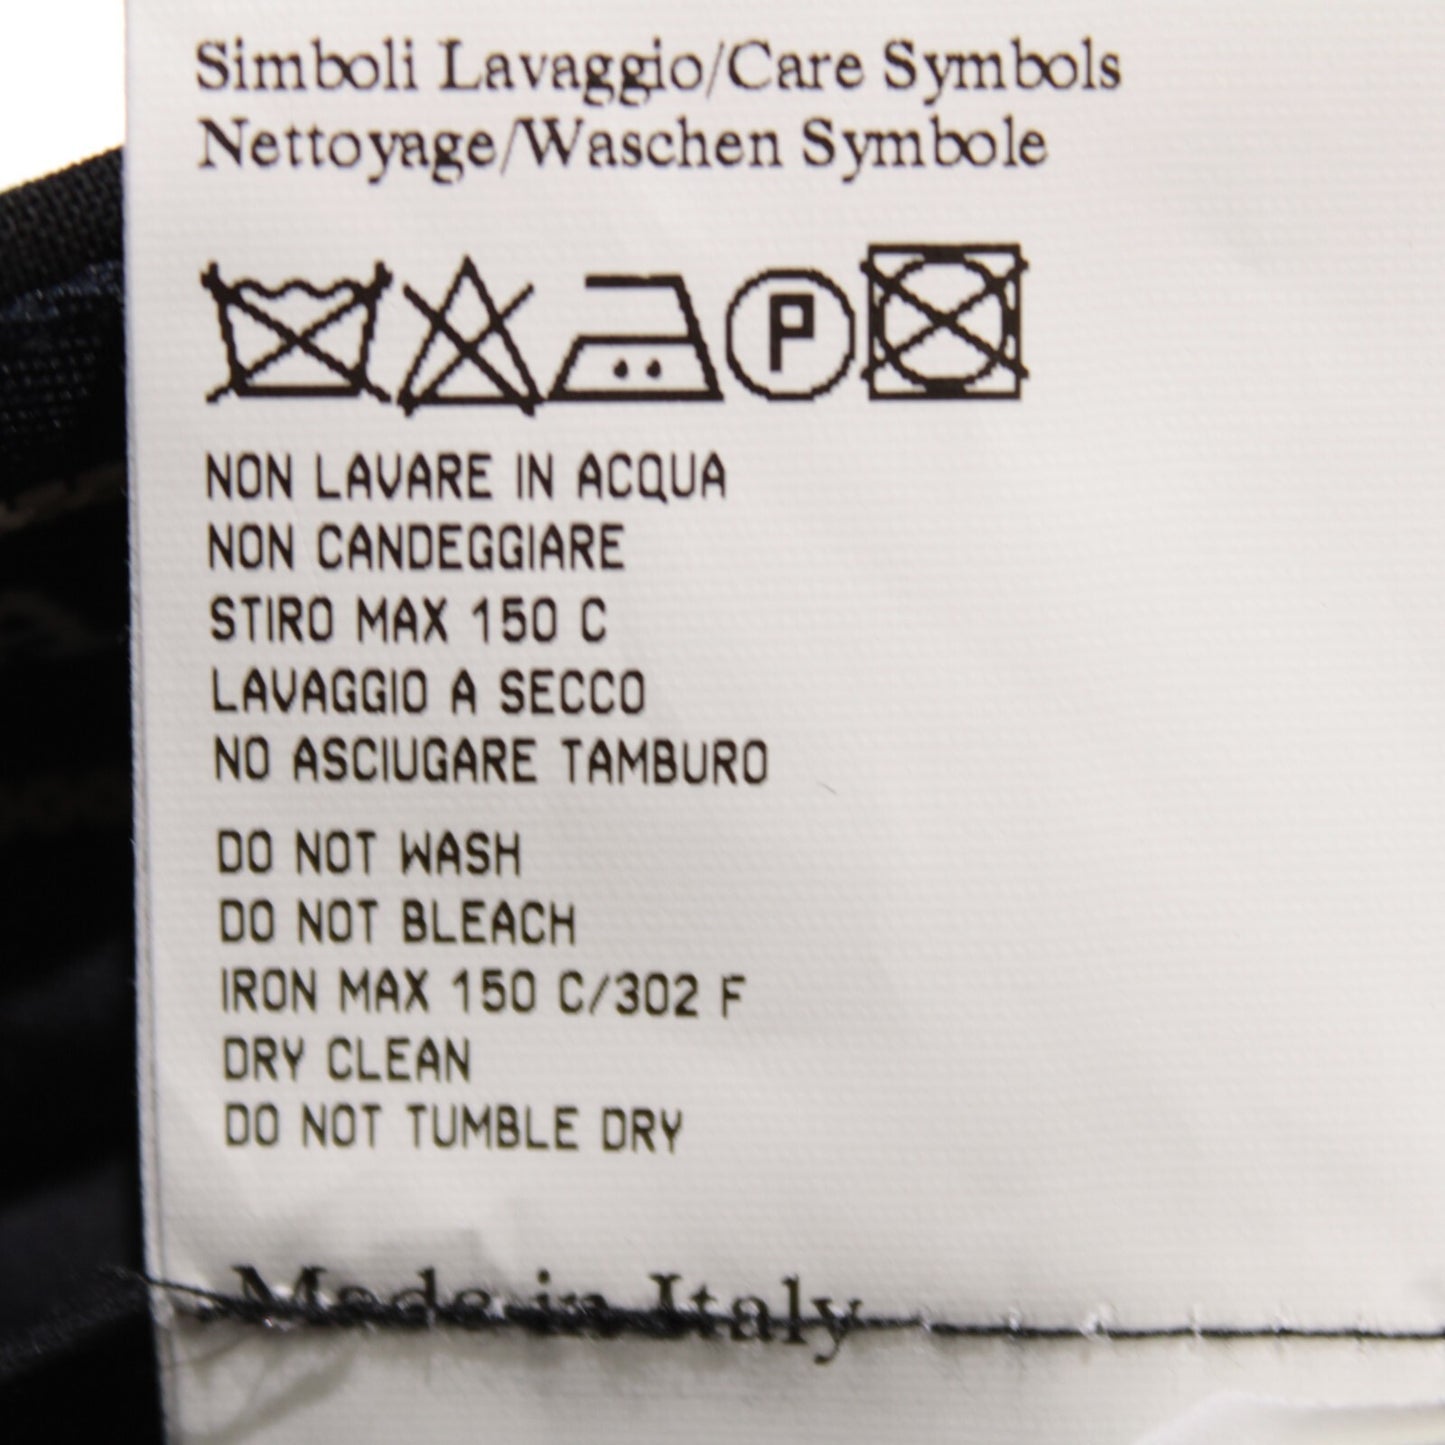 Simboli Lavaggio/Care Symbols
Nettoyage/Waschen Symbole
P
NON LAVARE IN ACQUA
NON CANDEGGIARE
STIRO MAX 150 C
LAVAGGIO A SECCO
NO ASCIUGARE TAMBURO
DO NOT WASH
DO NOT BLEACH
IRON MAX 150 C/302 F
DRY CLEAN
DO NOT TUMBLE DRY
Made in Italy